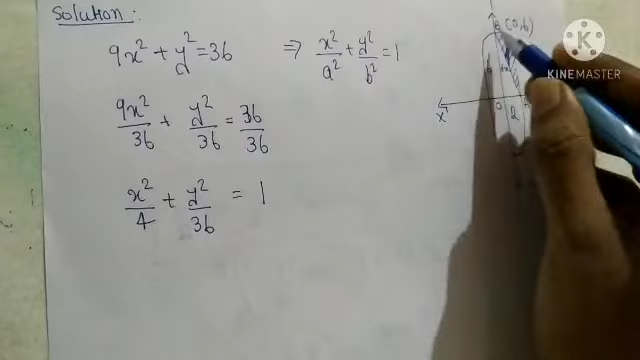 Solution:
9x² + y² = 36 ⇒ x²/a² + y²/b² = 1
9x²/36 + y²/36 = 36/36
x²/4 + y²/36 = 1
B (0,6)
X' O 2
KINEMASTER